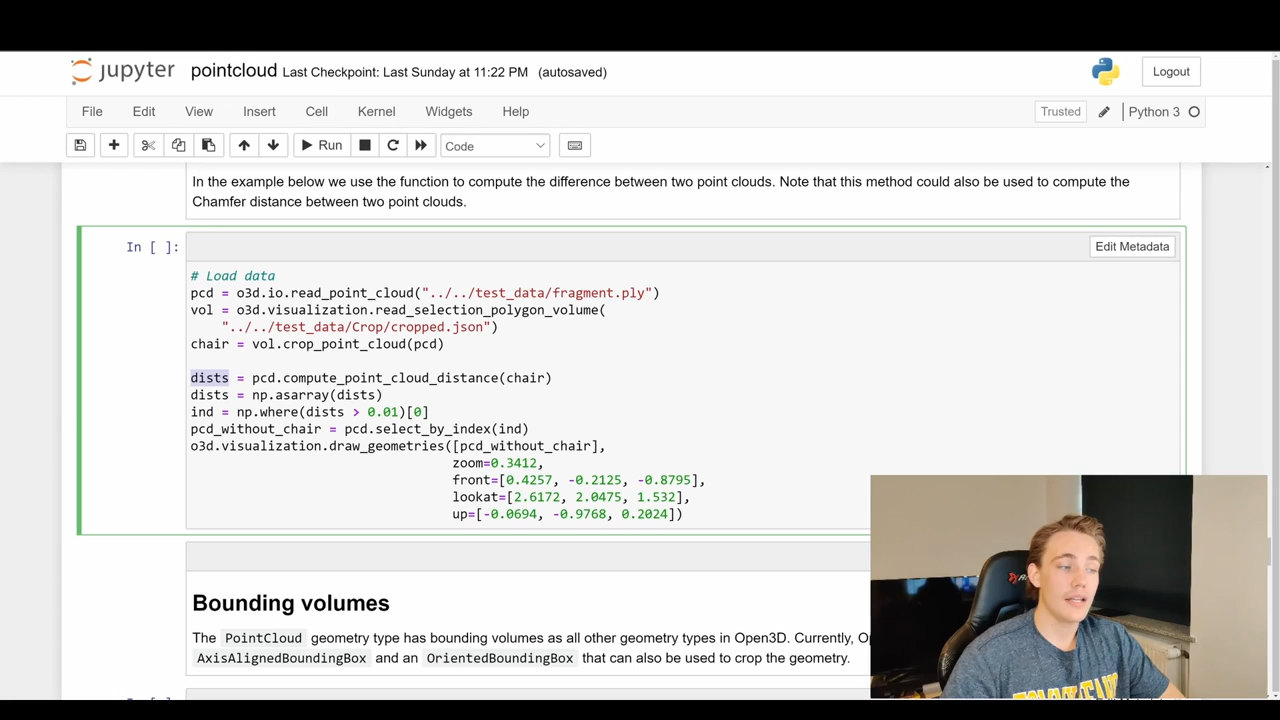 jupyter pointcloud Last Checkpoint: Last Sunday at 11:22 PM (autosaved)
Logout
File Edit View Insert Cell Kernel Widgets Help
Trusted
Python 3
Run
Code
In the example below we use the function to compute the difference between two point clouds. Note that this method could also be used to compute the
Chamfer distance between two point clouds.
In [ ]:
Edit Metadata
# Load data
pcd = o3d.io.read_point_cloud("../../test_data/fragment.ply")
vol = o3d.visualization.read_selection_polygon_volume(
"../../test_data/Crop/cropped.json")
chair = vol.crop_point_cloud(pcd)
dists = pcd.compute_point_cloud_distance(chair)
dists = np.asarray(dists)
ind = np.where(dists > 0.01)[0]
pcd_without_chair = pcd.select_by_index(ind)
o3d.visualization.draw_geometries([pcd_without_chair],
zoom=0.3412,
front=[0.4257, -0.2125, -0.8795],
lookat=[2.6172, 2.0475, 1.532],
up=[-0.0694, -0.9768, 0.2024])
Bounding volumes
The PointCloud geometry type has bounding volumes as all other geometry types in Open3D. Currently,
AxisAlignedBoundingBox and an OrientedBoundingBox that can also be used to crop the geometry.